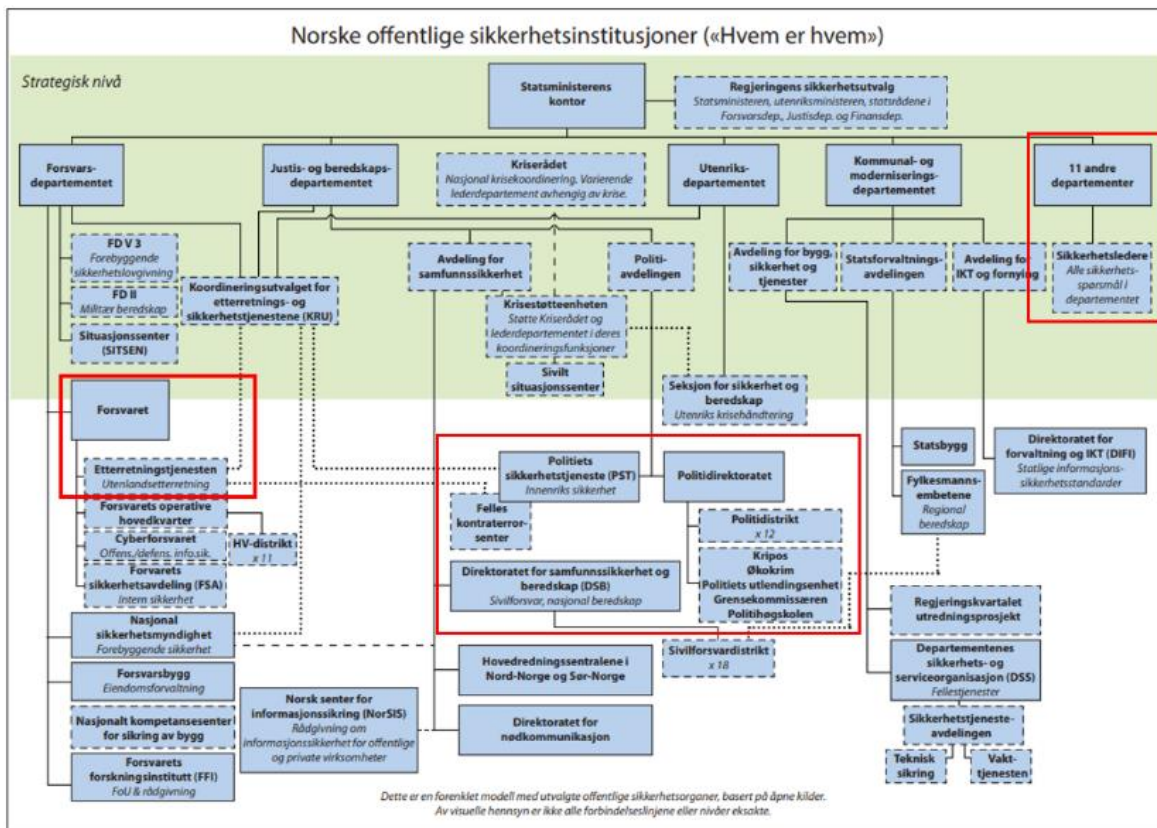 Norske offentlige sikkerhetsinstitusjoner («Hvem er hvem»)
Strategisk nivå
Statsministerens
kontor
Regjeringens sikkerhetsutvalg
Statsministeren, utenriksministeren, statsrådene i
Forsvarsdep., Justisdep. og Finansdep.
Forsvars-
departementet
Justis- og beredskaps-
departementet
Kriserådet
Nasjonal krisekoordinering. Varierende
lederdepartement avhengig av krise.
Utenriks-
departementet
Kommunal- og
moderniserings-
departementet
11 andre
departementer
FD V 3
Forebyggende
sikkerhetslovgivning
FD II
Militær beredskap
Situasjonssenter
(SITSEN)
Koordineringsutvalget for
etterretnings- og
sikkerhetstjenestene (KRU)
Avdeling for
samfunnssikkerhet
Politi-
avdelingen
Krisestøtteenheten
Støtte Kriserådet og
lederdepartementet i deres
koordineringsfunksjoner
Sivilt
situasjonssenter
Avdeling for bygg,
sikkerhet og
tjenester
Statsforvaltnings-
avdelingen
Avdeling for
IKT og fornying
Sikkerhetsledere
Alle sikkerhets-
spørsmål i
departementet
Seksjon for sikkerhet og
beredskap
Utenriks krisehåndtering
Forsvaret
Etterretningstjenesten
Utenlandsetterretning
Forsvarets operative
hovedkvarter
HV-distrikt
x 11
Cyberforsvaret
Offens./defens. info.sik.
Forvarets
sikkerhetsavdeling (FSA)
Intern sikkerhet
Nasjonal
sikkerhetsmyndighet
Forebyggende sikkerhet
Forsvarsbygg
Eiendomsforvaltning
Nasjonalt kompetansesenter
for sikring av bygg
Forsvarets
forskningsinstitutt (FFI)
FoU & rådgivning
Politiets
sikkerhetstjeneste (PST)
Innenriks sikkerhet
Politidirektoratet
Felles
kontraterror-
senter
Politidistrikt
x 12
Kripos
Økokrim
Politiets utlendingsenhet
Grensekommissæren
Politihøgskolen
Direktoratet for samfunnssikkerhet og
beredskap (DSB)
Sivilforsvar, nasjonal beredskap
Sivilforsvardistrikt
x 18
Hovedredningssentralene i
Nord-Norge og Sør-Norge
Norsk senter for
informasjonssikring (NorSIS)
Rådgivning om
informasjonssikkerhet for offentlige
og private virksomheter
Direktoratet for
nødkommunikasjon
Statsbygg
Fylkesmanns-
embetene
Regional
beredskap
Direktoratet for
forvaltning og IKT (DIFI)
Statlige informasjons-
sikkerhetsstandarder
Regjeringskvartalet
utredningsprosjekt
Departementenes
sikkerhets- og
serviceorganisasjon (DSS)
Fellestjenester
Sikkerhetstjeneste-
avdelingen
Teknisk
sikring
Vakt-
tjenesten
Dette er en forenklet modell med utvalgte offentlige sikkerhetsorganer, basert på åpne kilder.
Av visuelle hennsyn er ikke alle forbindelseslinjene eller nivåer eksakte.